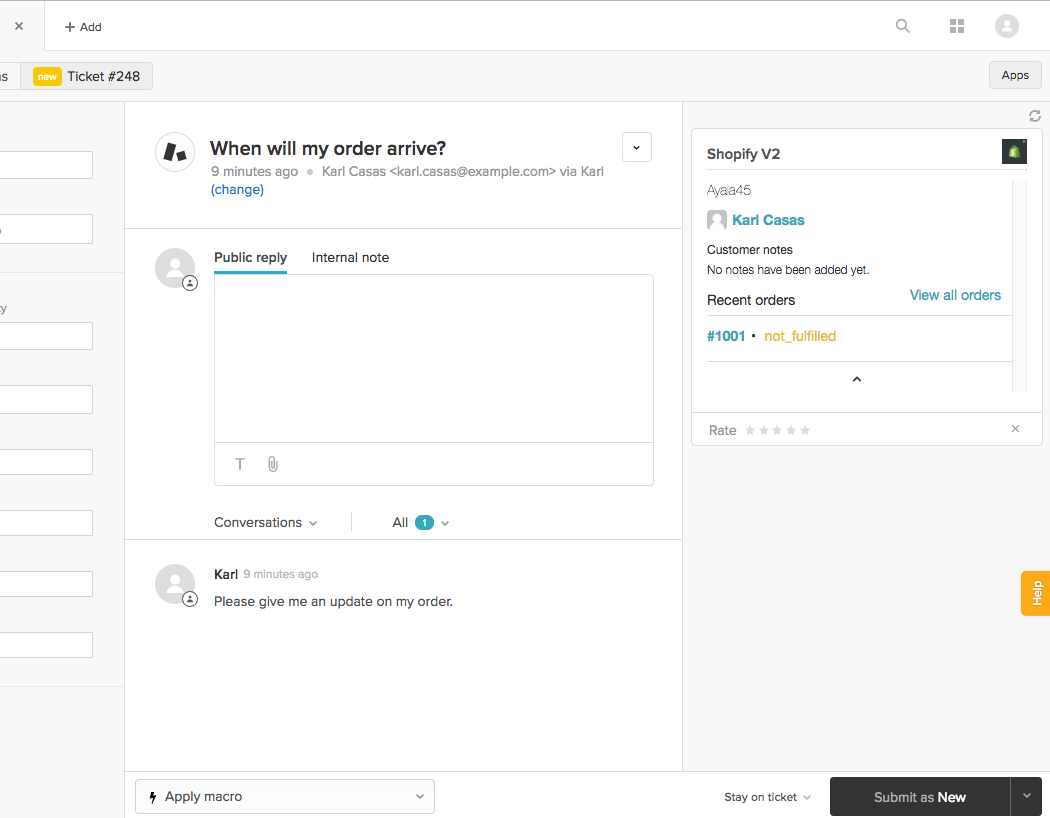 + Add
new Ticket #248
Apps
When will my order arrive?
9 minutes ago • Karl Casas <karl.casas@example.com> via Karl
(change)
Public reply Internal note
T
Conversations
All 1
Karl 9 minutes ago
Please give me an update on my order.
Shopify V2
Ayala45
Karl Casas
Customer notes
No notes have been added yet.
Recent orders View all orders
#1001 • not_fulfilled
Rate
Help
Apply macro
Stay on ticket
Submit as New